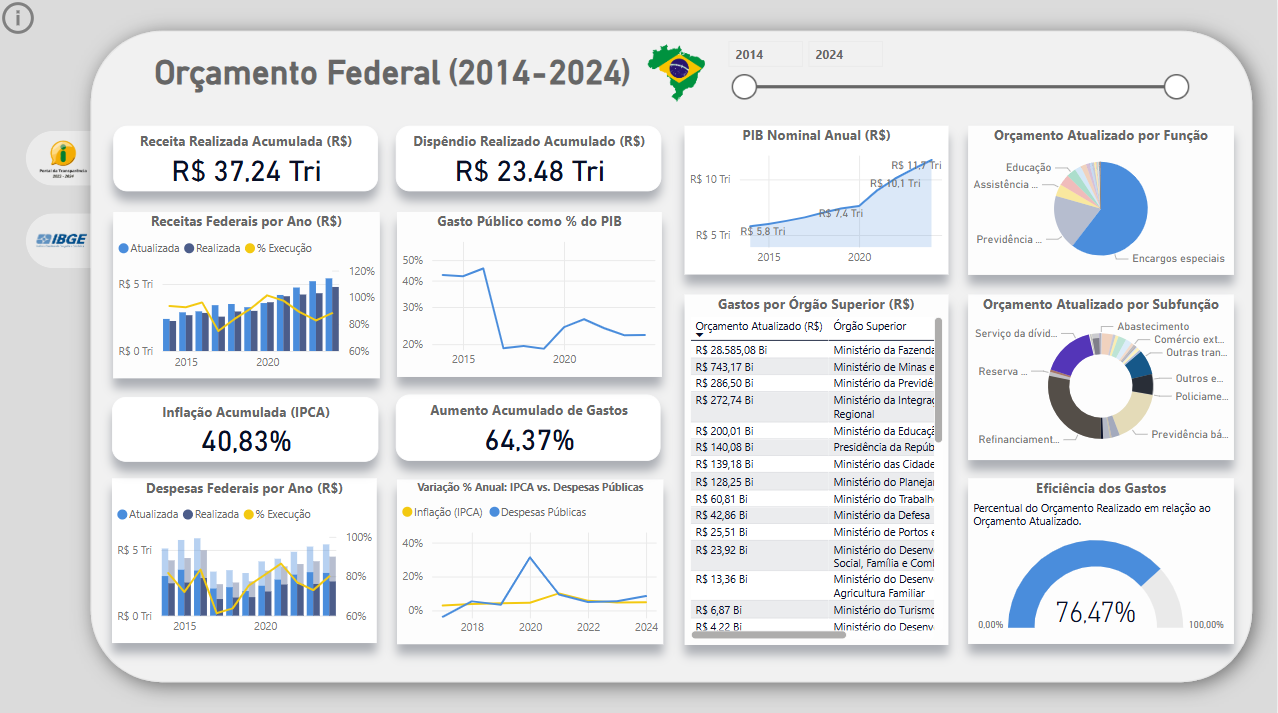 Orçamento Federal (2014-2024)
2014
2024
Portal da Transparência
2015 - 2024
IBGE
Receita Realizada Acumulada (R$)
R$ 37,24 Tri
Dispêndio Realizado Acumulado (R$)
R$ 23,48 Tri
Receitas Federais por Ano (R$)
Atualizada Realizada % Execução
R$ 5 Tri
R$ 0 Tri
120%
100%
80%
60%
2015
2020
Gasto Público como % do PIB
50%
40%
30%
20%
2015
2020
Inflação Acumulada (IPCA)
40,83%
Aumento Acumulado de Gastos
64,37%
Despesas Federais por Ano (R$)
Atualizada Realizada % Execução
R$ 5 Tri
R$ 0 Tri
100%
80%
60%
2015
2020
Variação % Anual: IPCA vs. Despesas Públicas
Inflação (IPCA) Despesas Públicas
40%
20%
0%
2018
2020
2022
2024
PIB Nominal Anual (R$)
R$ 10 Tri
R$ 5 Tri
R$ 5,8 Tri
R$ 7,4 Tri
R$ 10,1 Tri
R$ 11,7 Tri
2015
2020
Gastos por Órgão Superior (R$)
Orçamento Atualizado (R$) Órgão Superior
R$ 28.585,08 Bi Ministério da Fazenda
R$ 743,17 Bi Ministério de Minas e
R$ 286,50 Bi Ministério da Previdê
R$ 272,74 Bi Ministério da Integraç
Regional
R$ 200,01 Bi Ministério da Educaçã
R$ 140,08 Bi Presidência da Repúb
R$ 139,18 Bi Ministério das Cidade
R$ 128,25 Bi Ministério do Planejar
R$ 60,81 Bi Ministério do Trabalh
R$ 42,86 Bi Ministério da Defesa
R$ 25,51 Bi Ministério de Portos e
R$ 23,92 Bi Ministério do Desenv
Social, Família e Comb
R$ 13,36 Bi Ministério do Desenv
Agricultura Familiar
R$ 6,87 Bi Ministério do Turismo
R$ 4,22 Bi Ministério do Desenv
Orçamento Atualizado por Função
Educação
Assistência ...
Previdência ...
Encargos especiais
Orçamento Atualizado por Subfunção
Serviço da dívid...
Abastecimento
Comércio ext...
Outras tran...
Reserva ...
Outros e...
Policiame...
Refinanciament...
Previdência bá...
Eficiência dos Gastos
Percentual do Orçamento Realizado em relação ao
Orçamento Atualizado.
76,47%
0,00%
100,00%